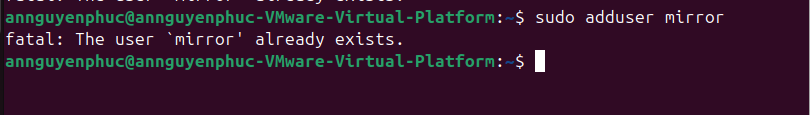 annguyenphuc@annguyenphuc-VMware-Virtual-Platform:~$ sudo adduser mirror
fatal: The user `mirror' already exists.
annguyenphuc@annguyenphuc-VMware-Virtual-Platform:~$